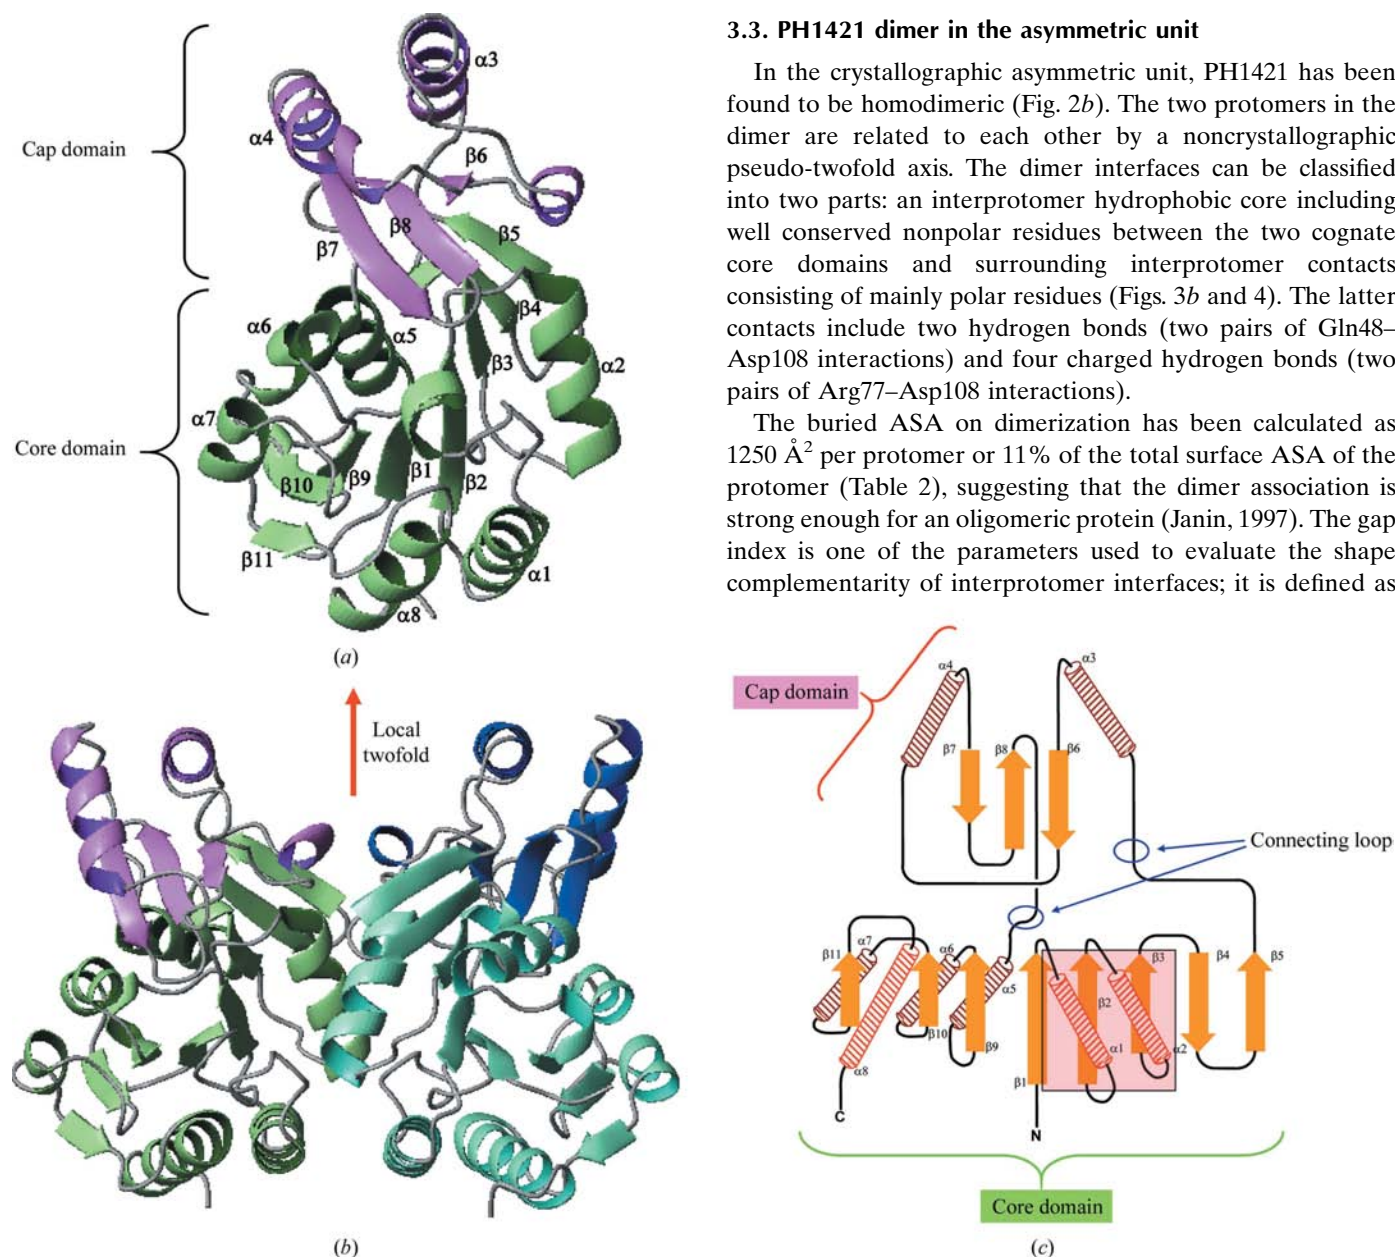 Cap domain
Core domain
α3
α4
β6
β5
β8
β7
β4
α6
α5
β3
α2
α7
β1
β9
β10
β2
β11
α1
α8
(a)
3.3. PH1421 dimer in the asymmetric unit
In the crystallographic asymmetric unit, PH1421 has been
found to be homodimeric (Fig. 2b). The two protomers in the
dimer are related to each other by a noncrystallographic
pseudo-twofold axis. The dimer interfaces can be classified
into two parts: an interprotomer hydrophobic core including
well conserved nonpolar residues between the two cognate
core domains and surrounding interprotomer contacts
consisting of mainly polar residues (Figs. 3b and 4). The latter
contacts include two hydrogen bonds (two pairs of Gln48–
Asp108 interactions) and four charged hydrogen bonds (two
pairs of Arg77–Asp108 interactions).
The buried ASA on dimerization has been calculated as
1250 Å² per protomer or 11% of the total surface ASA of the
protomer (Table 2), suggesting that the dimer association is
strong enough for an oligomeric protein (Janin, 1997). The gap
index is one of the parameters used to evaluate the shape
complementarity of interprotomer interfaces; it is defined as
Local
twofold
(b)
Cap domain
α4
α3
β7
β8
β6
Connecting loop
β11
α7
α6
α5
β3
β4
β5
β2
β10
β9
α1
α2
α8
β1
C
N
Core domain
(c)